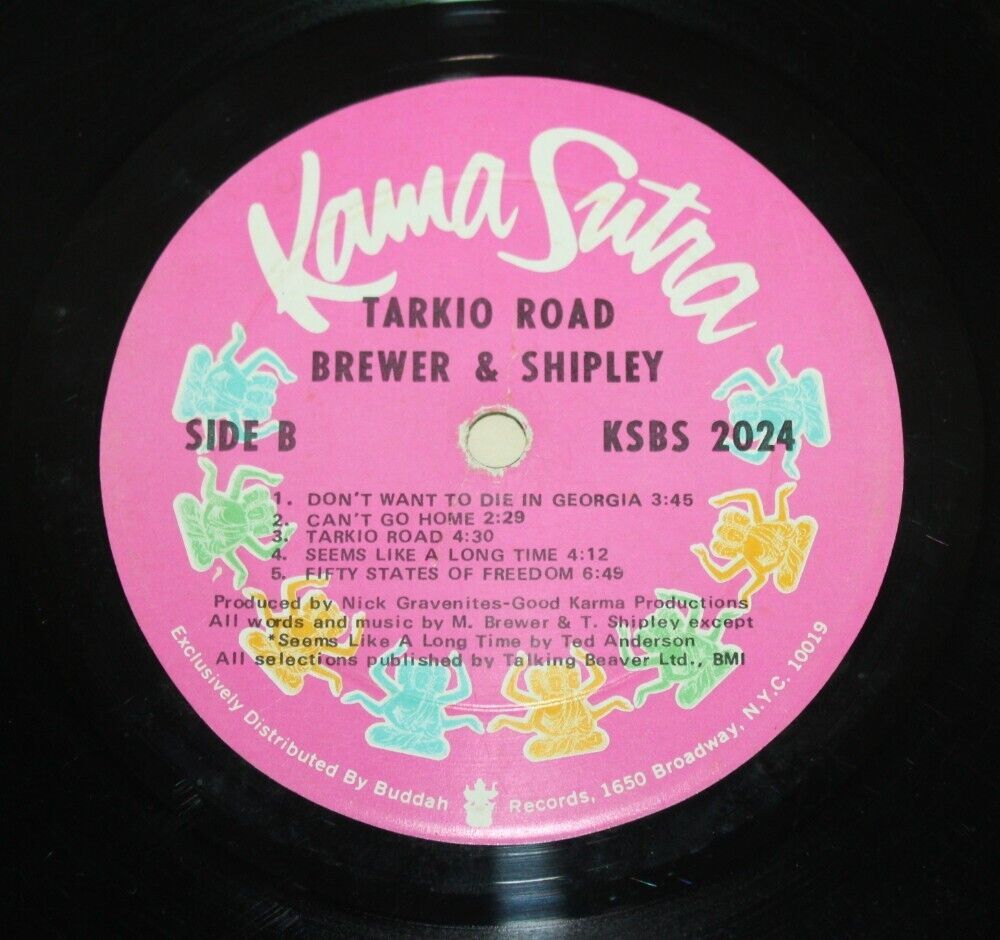 Kama Sutra
TARKIO ROAD
BREWER & SHIPLEY
SIDE B
KSBS 2024
1. DON'T WANT TO DIE IN GEORGIA 3:45
2. CAN'T GO HOME 2:29
3. TARKIO ROAD 4:30
4. SEEMS LIKE A LONG TIME 4:12
5. FIFTY STATES OF FREEDOM 6:49
Produced by Nick Gravenites-Good Karma Productions
All words and music by M. Brewer & T. Shipley except
*Seems Like A Long Time by Ted Anderson
All selections published by Talking Beaver Ltd., BMI
Exclusively Distributed By Buddah Records, 1650 Broadway, N.Y.C. 10019